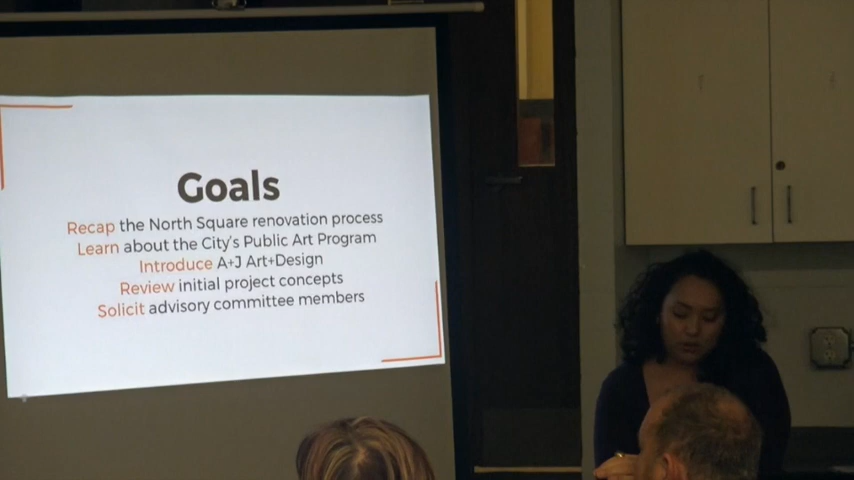 Goals
Recap the North Square renovation process
Learn about the City's Public Art Program
Introduce A+J Art+Design
Review initial project concepts
Solicit advisory committee members